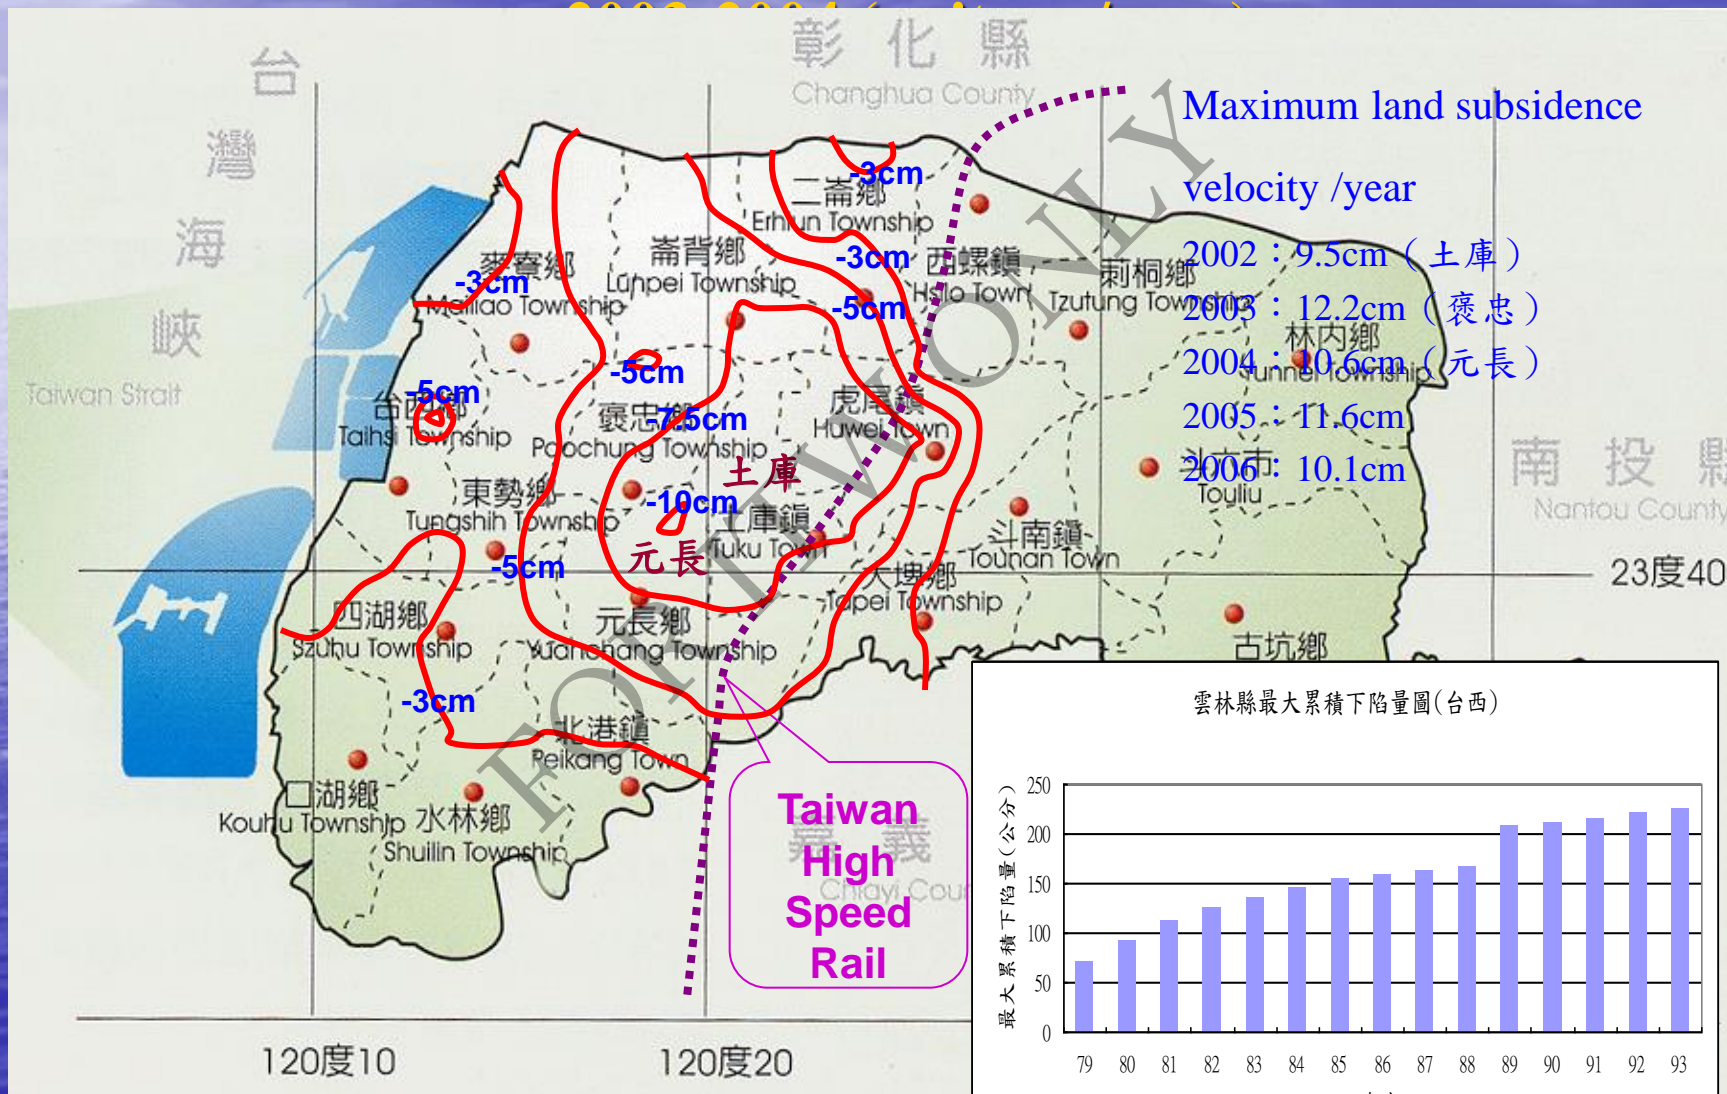 彰化縣
Changhua County
台灣海峽
Taiwan Strait
Maximum land subsidence
velocity /year
2002：9.5cm（土庫）
2003：12.2cm（褒忠）
2004：10.6cm（元長）
2005：11.6cm
2006：10.1cm
-3cm
二崙鄉
Erhlun Township
崙背鄉
Lunpei Township
-3cm
西螺鎮
Hsilo Town
莿桐鄉
Tzutung Township
麥寮鄉
-3cm
Mailiao Township
-5cm
林內鄉
Township
-5cm
-5cm
台西鄉
Taihsi Township
褒忠鄉
-7.5cm
Paochung Township
虎尾鎮
Huwei Town
土庫
斗六市
Touliu
南投縣
Nantou County
東勢鄉
Tungshih Township
-10cm
土庫鎮
Tuku Town
元長
斗南鎮
Tounan Town
-5cm
大埤鄉
Tapei Township
23度40
四湖鄉
Szuhu Township
元長鄉
Yuanchang Township
古坑鄉
-3cm
北港鎮
Peikang Town
口湖鄉
Kouhu Township
水林鄉
Shuilin Township
嘉義
Chiayi Coun
Taiwan
High
Speed
Rail
120度10
120度20
FOR IWW ONLY
雲林縣最大累積下陷量圖(台西)
最大累積下陷量(公分)
250
200
150
100
50
0
79 80 81 82 83 84 85 86 87 88 89 90 91 92 93